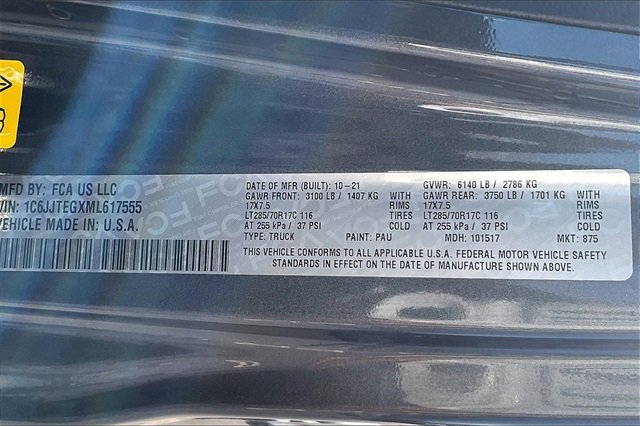 MFD BY: FCA US LLC
VIN: 1C6JJTEGXML617555
VEHICLE MADE IN: U.S.A.
DATE OF MFR (BUILT): 10-21
GAWR FRONT: 3100 LB / 1407 KG WITH
17X7.5 RIMS
LT285/70R17C 116 TIRES
AT 255 kPa / 37 PSI COLD
TYPE: TRUCK PAINT: PAU
GVWR: 6140 LB / 2786 KG
GAWR REAR: 3750 LB / 1701 KG WITH
17X7.5 RIMS
LT285/70R17C 116 TIRES
AT 255 kPa / 37 PSI COLD
MDH: 101517 MKT: 875
THIS VEHICLE CONFORMS TO ALL APPLICABLE U.S.A. FEDERAL MOTOR VEHICLE SAFETY
STANDARDS IN EFFECT ON THE DATE OF MANUFACTURE SHOWN ABOVE.